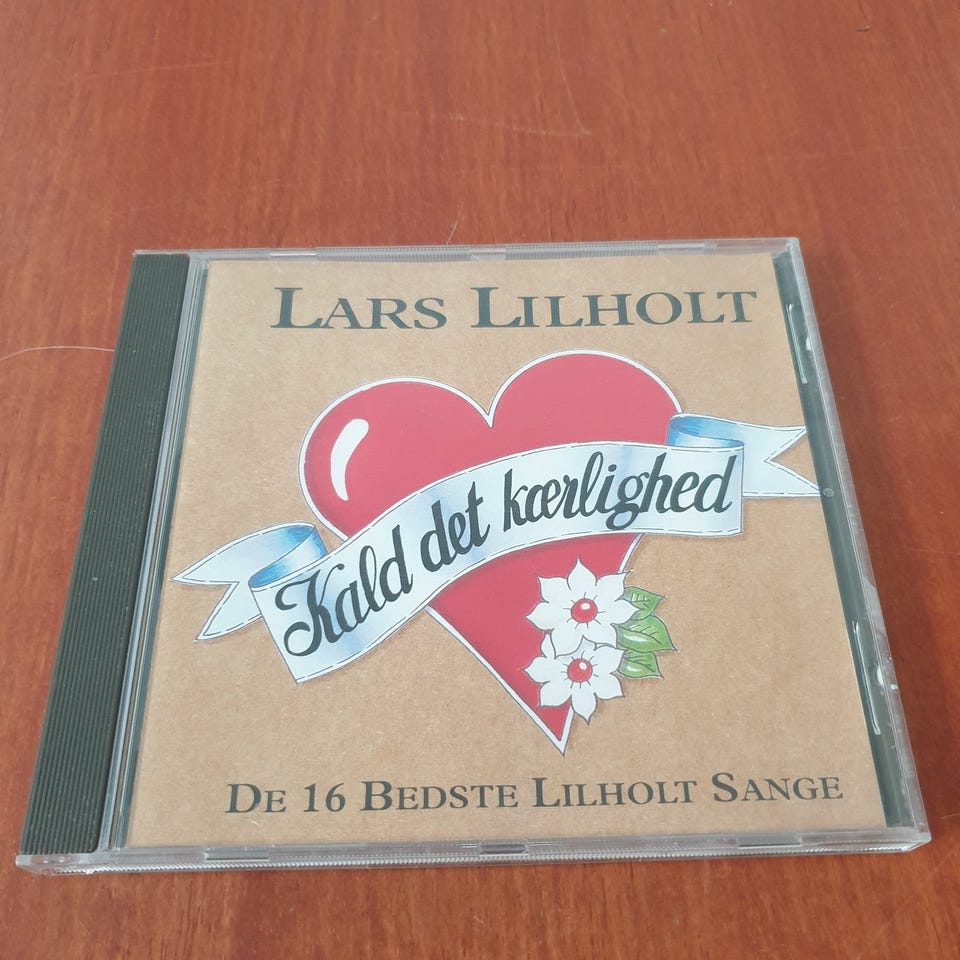 LARS LILHOLT
Kald det kærlighed
DE 16 BEDSTE LILHOLT SANGE